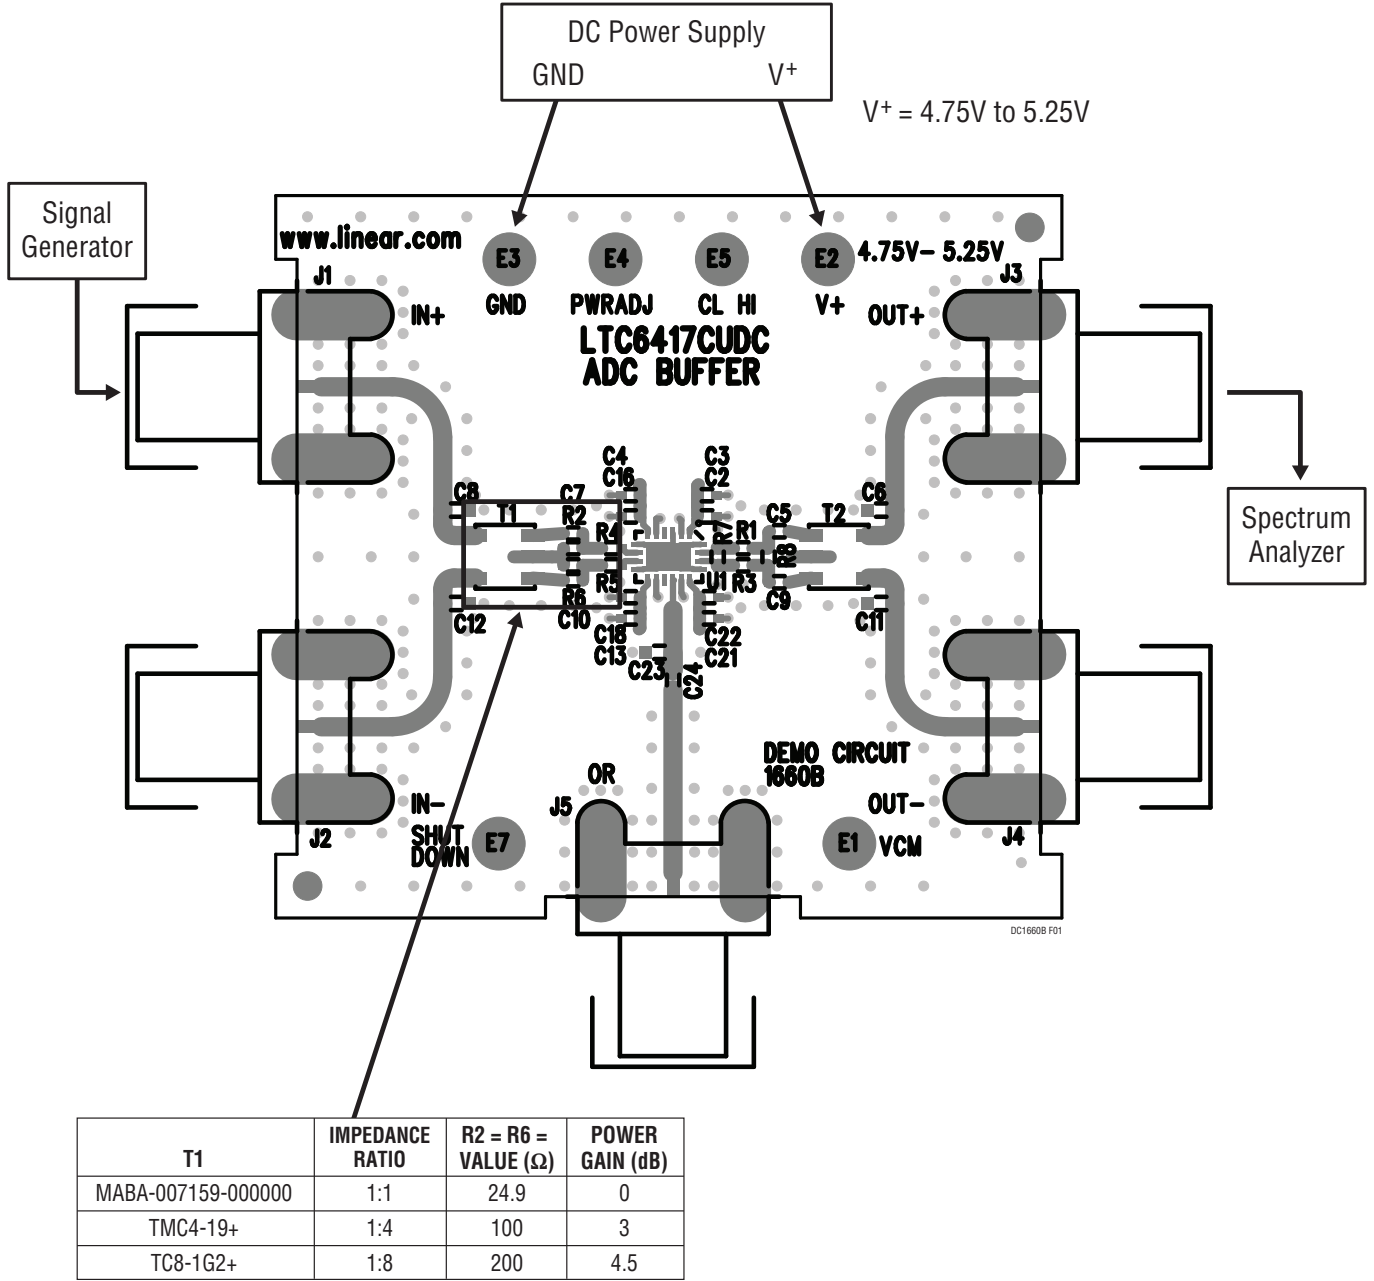 DC Power Supply
GND V+
V+ = 4.75V to 5.25V
Signal
Generator
www.linear.com
E3 E4 E5 E2 4.75V- 5.25V
J1 J3
GND PWRADJ CL HI V+
IN+ OUT+
LTC6417CUDC
ADC BUFFER
C4 C3
C16 C2
C8 C7 C6
T1 R2 R4 R7 R1 C5 T2
R8
R5 U1 R3
R6 C9
C12 C10 C11
C18 C22
C13 C21
C23 C24
Spectrum
Analyzer
DEMO CIRCUIT
1660B
OR
J5
IN- OUT-
J2 J4
SHUT
DOWN
E7 E1 VCM
DC1660B F01
T1 IMPEDANCE RATIO R2 = R6 = VALUE (Ω) POWER GAIN (dB)
MABA-007159-000000 1:1 24.9 0
TMC4-19+ 1:4 100 3
TC8-1G2+ 1:8 200 4.5